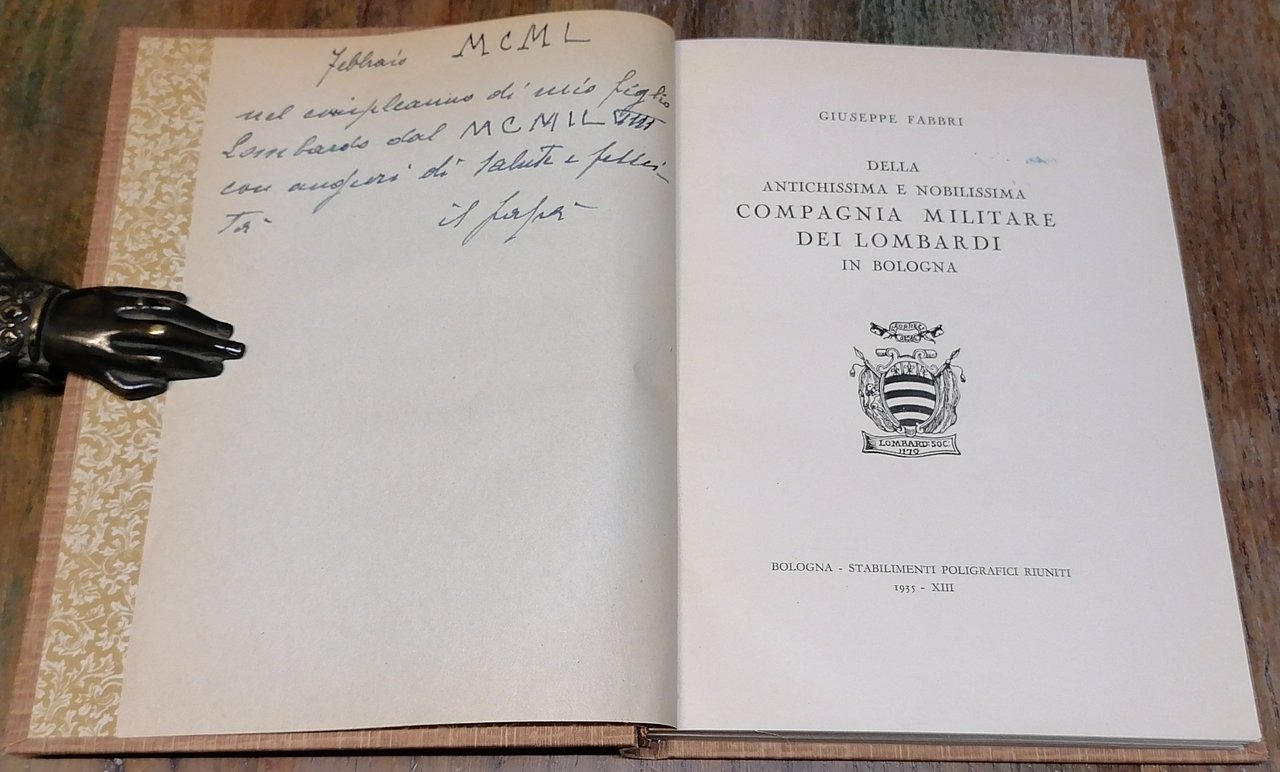 Febbraio MCML
nel compleanno di mio figlio
Lombardo dal MCMIL
con auguri di salute e felici-
tà il papà
GIUSEPPE FABBRI
DELLA
ANTICHISSIMA E NOBILISSIMA
COMPAGNIA MILITARE
DEI LOMBARDI
IN BOLOGNA
LOMBARD: SOC:
1170
BOLOGNA - STABILIMENTI POLIGRAFICI RIUNITI
1935 - XIII